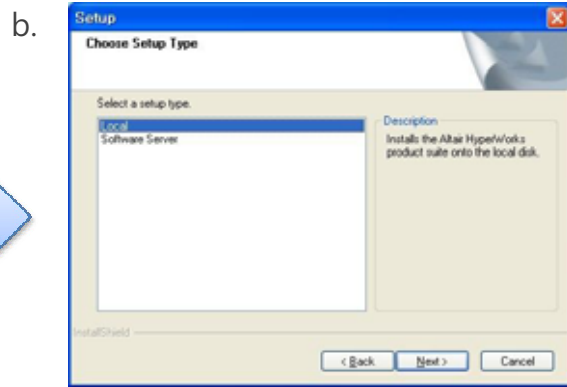 b.
Setup
Choose Setup Type
Select a setup type.
Local
Software Server
Description
Installs the Altair HyperWorks
product suite onto the local disk.
InstallShield
< Back
Next >
Cancel